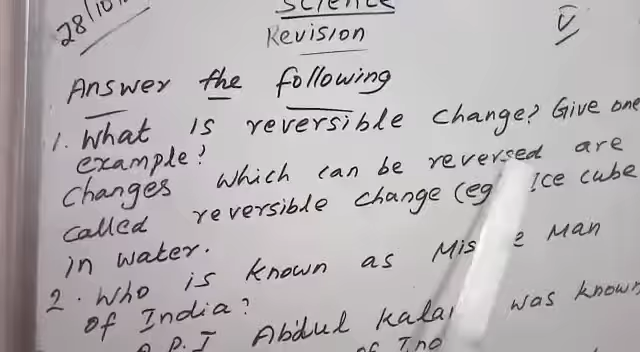 28/10
Science
Revision
V
Answer the following
1. What is reversible change? Give one
example?
Changes which can be reversed are
called reversible change (eg Ice cube
in water.
2. Who is known as Man
of India?
A.P.J Abdul was known
of